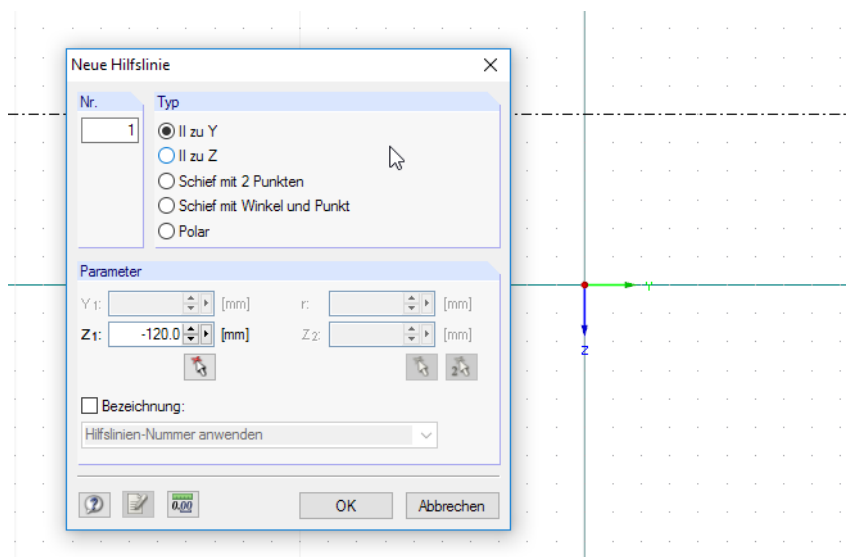 Neue Hilfslinie
Nr. Typ
1 II zu Y
II zu Z
Schief mit 2 Punkten
Schief mit Winkel und Punkt
Polar
Parameter
Y1: [mm] r: [mm]
Z1: -120.0 [mm] Z2: [mm]
2
Bezeichnung:
Hilfslinien-Nummer anwenden
0.00 OK Abbrechen
Y
Z